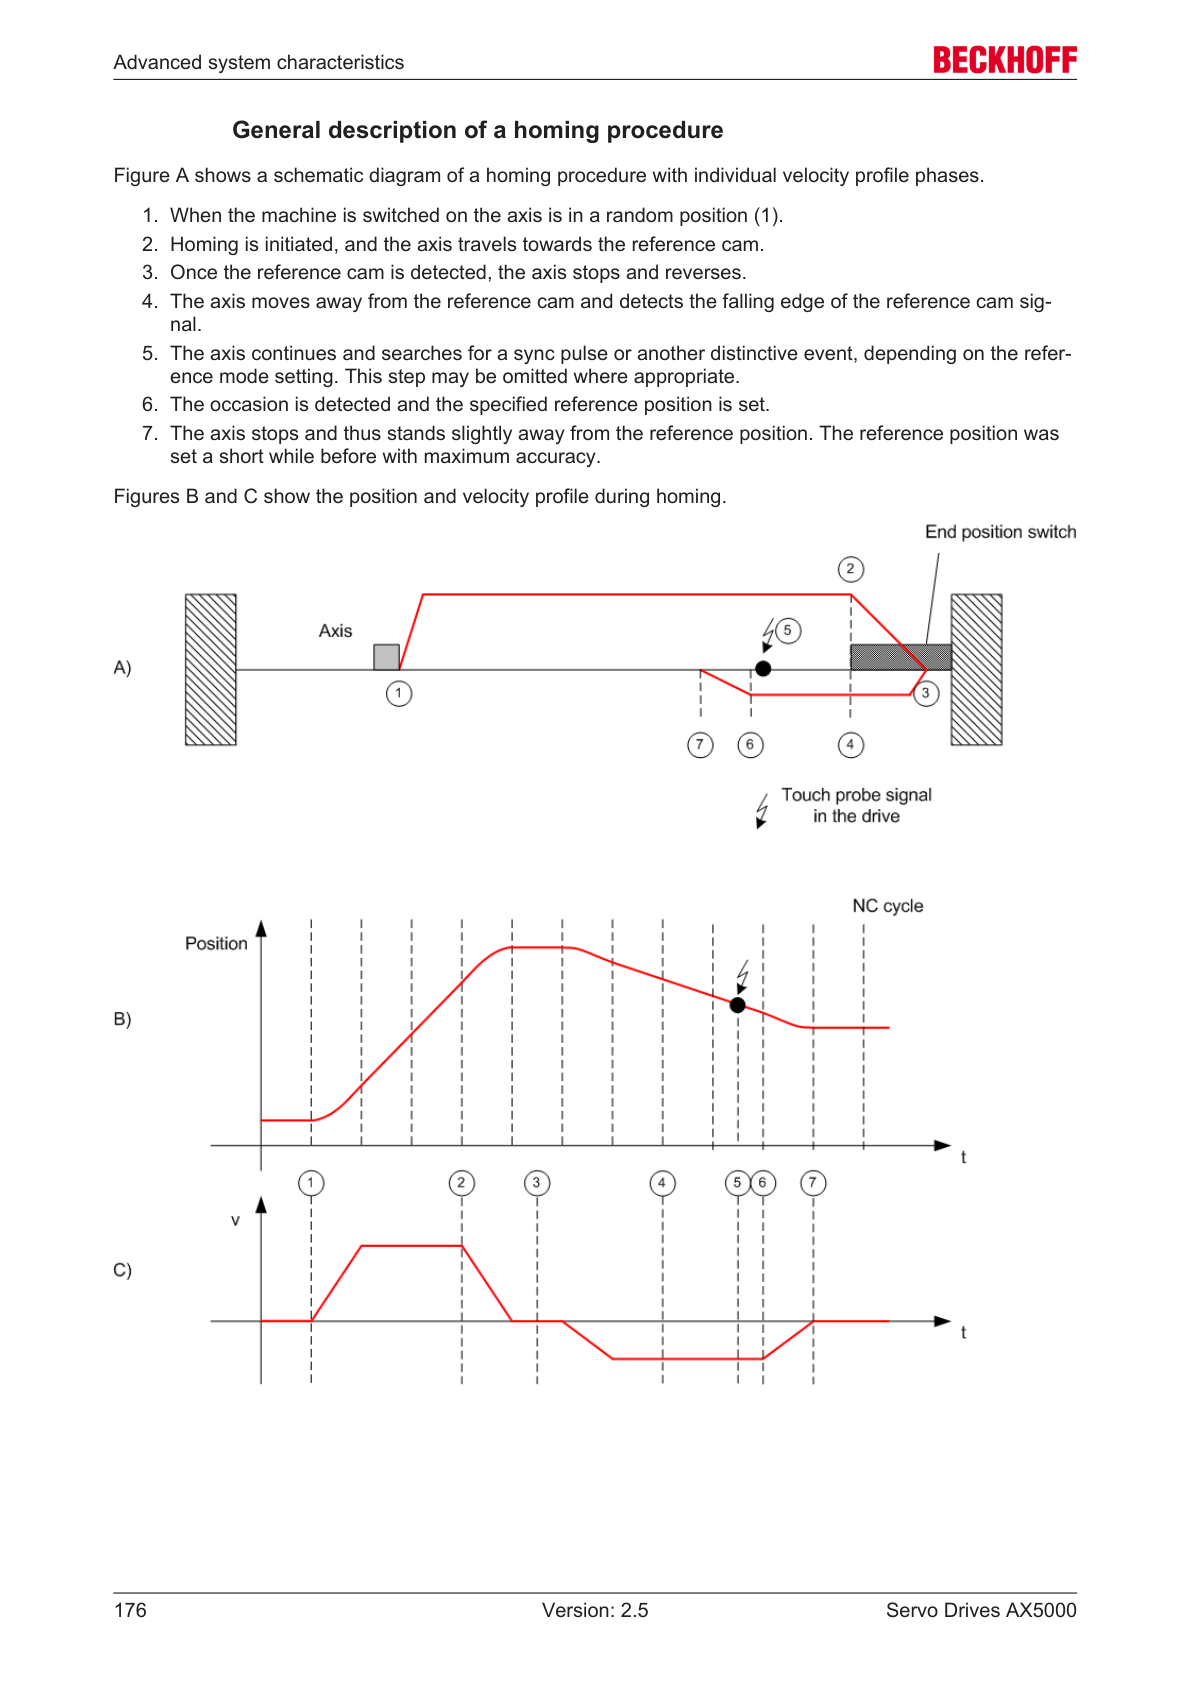 Advanced system characteristics
BECKHOFF
General description of a homing procedure
Figure A shows a schematic diagram of a homing procedure with individual velocity profile phases.
1. When the machine is switched on the axis is in a random position (1).
2. Homing is initiated, and the axis travels towards the reference cam.
3. Once the reference cam is detected, the axis stops and reverses.
4. The axis moves away from the reference cam and detects the falling edge of the reference cam sig-
nal.
5. The axis continues and searches for a sync pulse or another distinctive event, depending on the refer-
ence mode setting. This step may be omitted where appropriate.
6. The occasion is detected and the specified reference position is set.
7. The axis stops and thus stands slightly away from the reference position. The reference position was
set a short while before with maximum accuracy.
Figures B and C show the position and velocity profile during homing.
End position switch
2
Axis
5
A)
1
3
7
6
4
Touch probe signal
in the drive
NC cycle
Position
B)
t
1
2
3
4
5
6
7
v
C)
t
176
Version: 2.5
Servo Drives AX5000